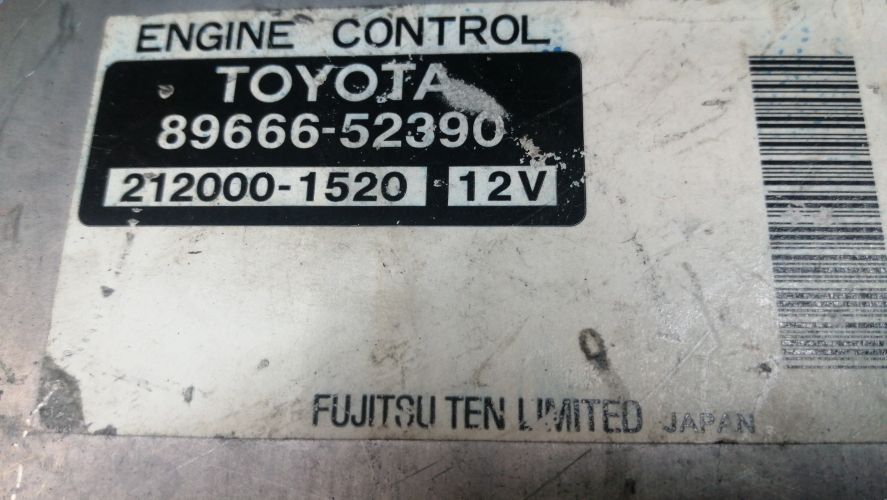 ENGINE CONTROL
TOYOTA
89666-52390
212000-1520 12V
FUJITSU TEN LIMITED JAPAN